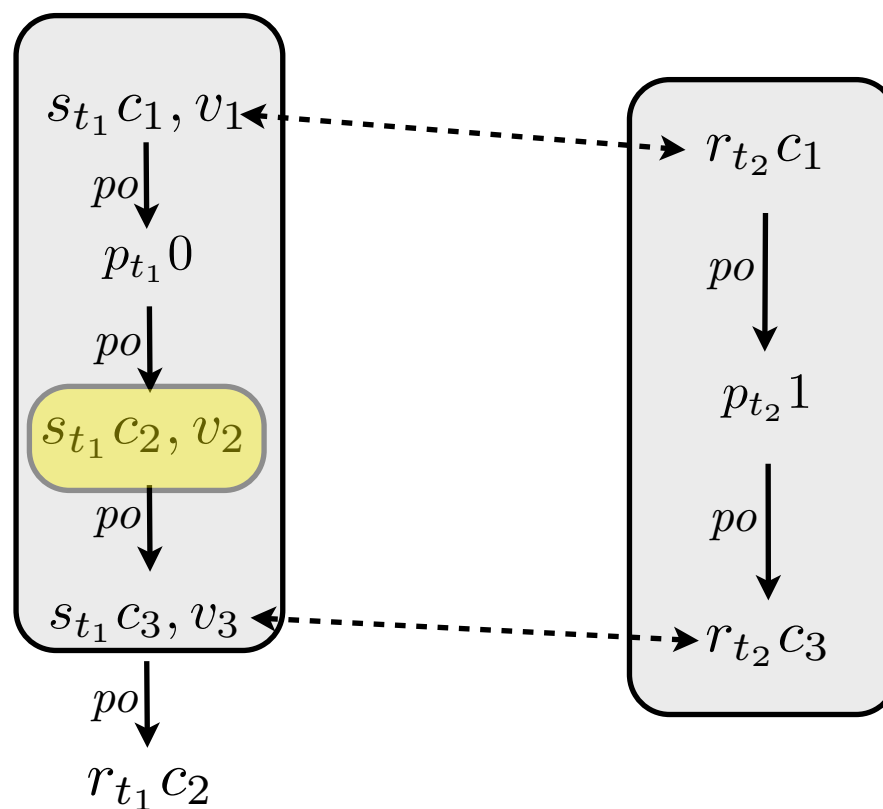 s_{t_1} c_1, v_1
po
p_{t_1} 0
po
s_{t_1} c_2, v_2
po
s_{t_1} c_3, v_3
po
r_{t_1} c_2
r_{t_2} c_1
po
p_{t_2} 1
po
r_{t_2} c_3